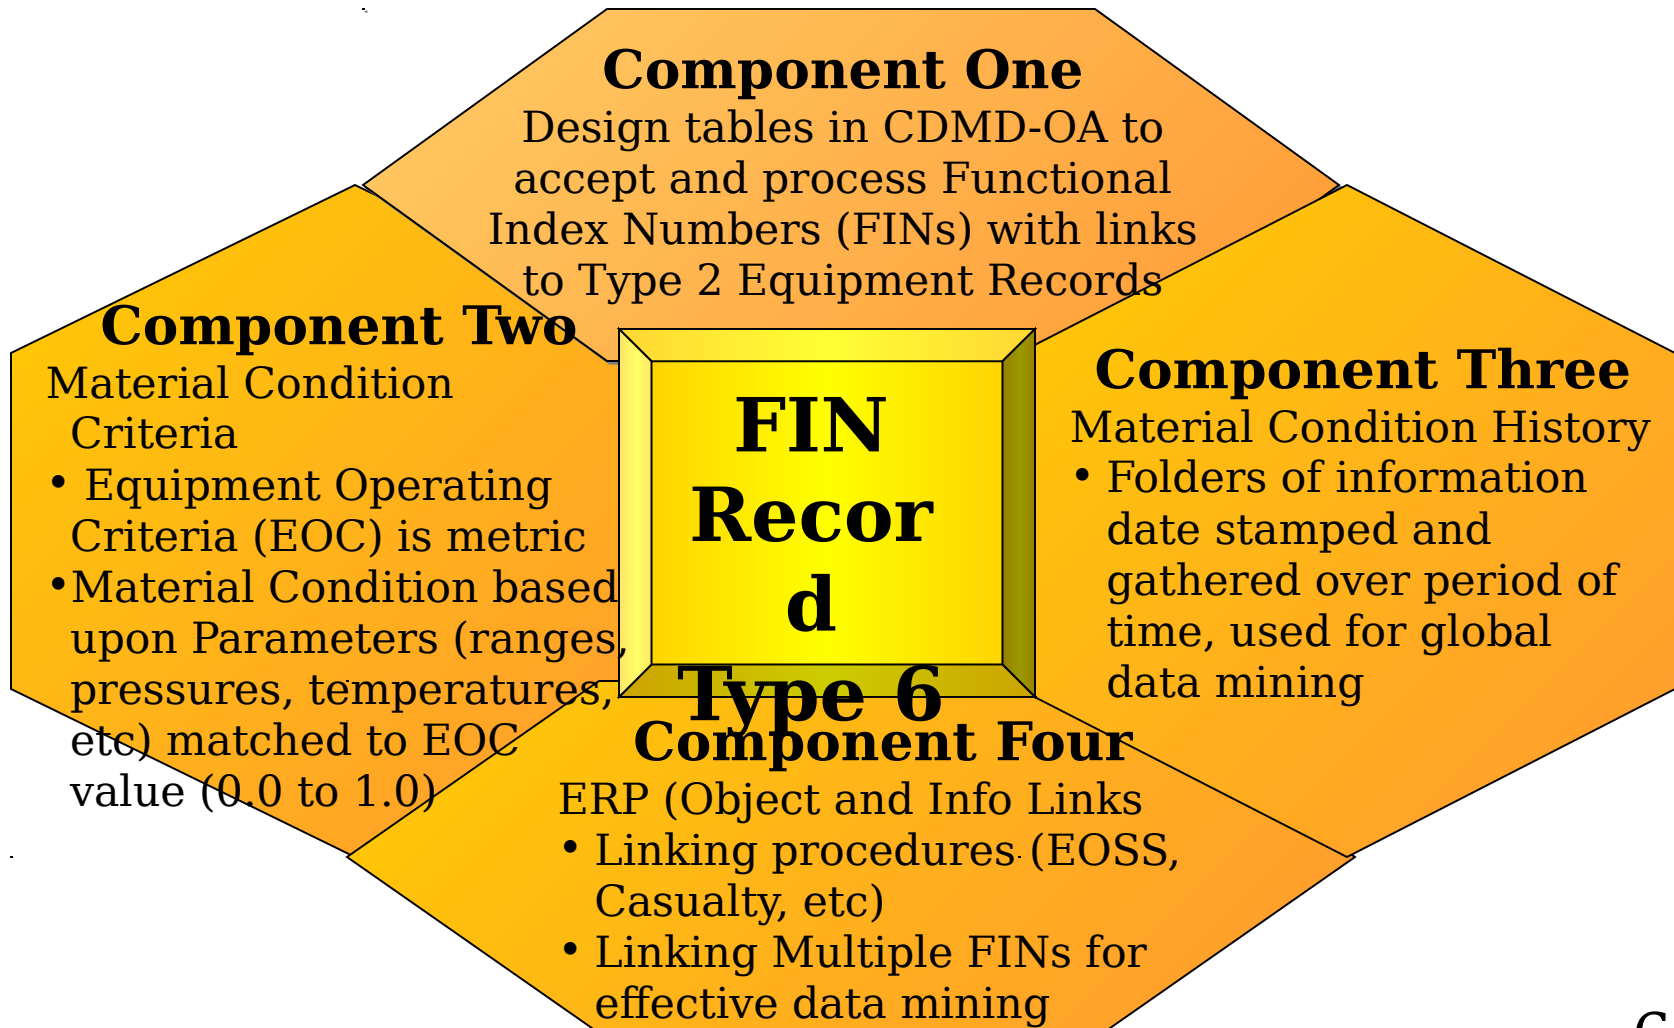 Component One
Design tables in CDMD-OA to
accept and process Functional
Index Numbers (FINs) with links
to Type 2 Equipment Records
Component Two
Material Condition
Criteria
• Equipment Operating
Criteria (EOC) is metric
•Material Condition based
upon Parameters (ranges,
pressures, temperatures,
etc) matched to EOC
value (0.0 to 1.0)
FIN
Recor
d
Type 6
Component Three
Material Condition History
• Folders of information
date stamped and
gathered over period of
time, used for global
data mining
Component Four
ERP (Object and Info Links
• Linking procedures (EOSS,
Casualty, etc)
• Linking Multiple FINs for
effective data mining